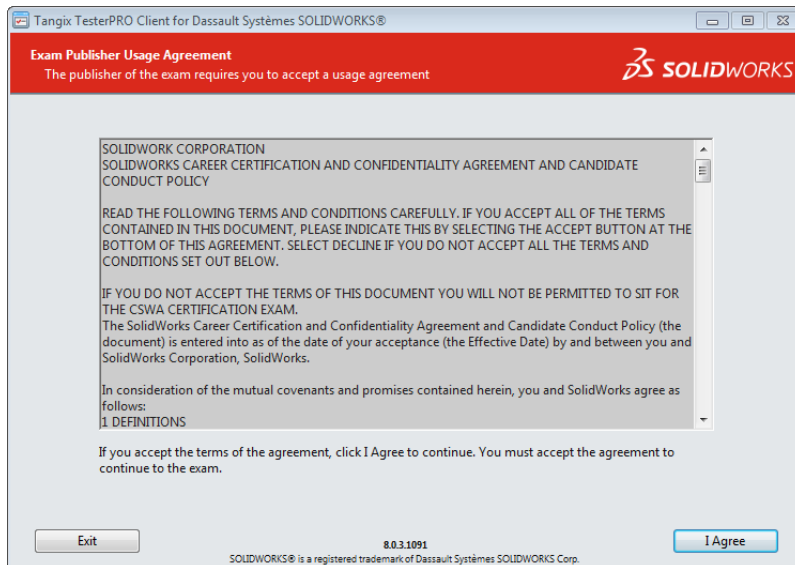 Tangix TesterPRO Client for Dassault Systèmes SOLIDWORKS®
Exam Publisher Usage Agreement
The publisher of the exam requires you to accept a usage agreement
SOLIDWORKS
SOLIDWORK CORPORATION
SOLIDWORKS CAREER CERTIFICATION AND CONFIDENTIALITY AGREEMENT AND CANDIDATE
CONDUCT POLICY
READ THE FOLLOWING TERMS AND CONDITIONS CAREFULLY. IF YOU ACCEPT ALL OF THE TERMS
CONTAINED IN THIS DOCUMENT, PLEASE INDICATE THIS BY SELECTING THE ACCEPT BUTTON AT THE
BOTTOM OF THIS AGREEMENT. SELECT DECLINE IF YOU DO NOT ACCEPT ALL THE TERMS AND
CONDITIONS SET OUT BELOW.
IF YOU DO NOT ACCEPT THE TERMS OF THIS DOCUMENT YOU WILL NOT BE PERMITTED TO SIT FOR
THE CSWA CERTIFICATION EXAM.
The SolidWorks Career Certification and Confidentiality Agreement and Candidate Conduct Policy (the
document) is entered into as of the date of your acceptance (the Effective Date) by and between you and
SolidWorks Corporation, SolidWorks.
In consideration of the mutual covenants and promises contained herein, you and SolidWorks agree as
follows:
1 DEFINITIONS
If you accept the terms of the agreement, click I Agree to continue. You must accept the agreement to
continue to the exam.
Exit
8.0.3.1091
I Agree
SOLIDWORKS® is a registered trademark of Dassault Systèmes SOLIDWORKS Corp.